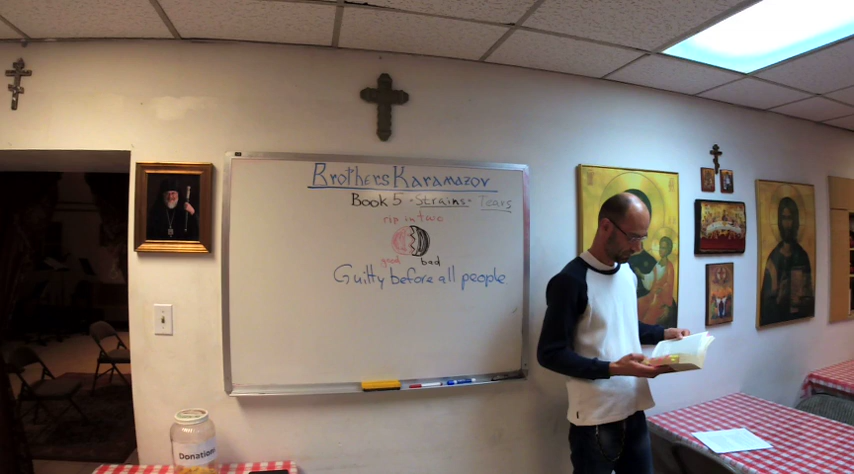 Brothers Karamazov
Book 5 - Strains - Tears
rip in two
good bad
Guilty before all people
Donations